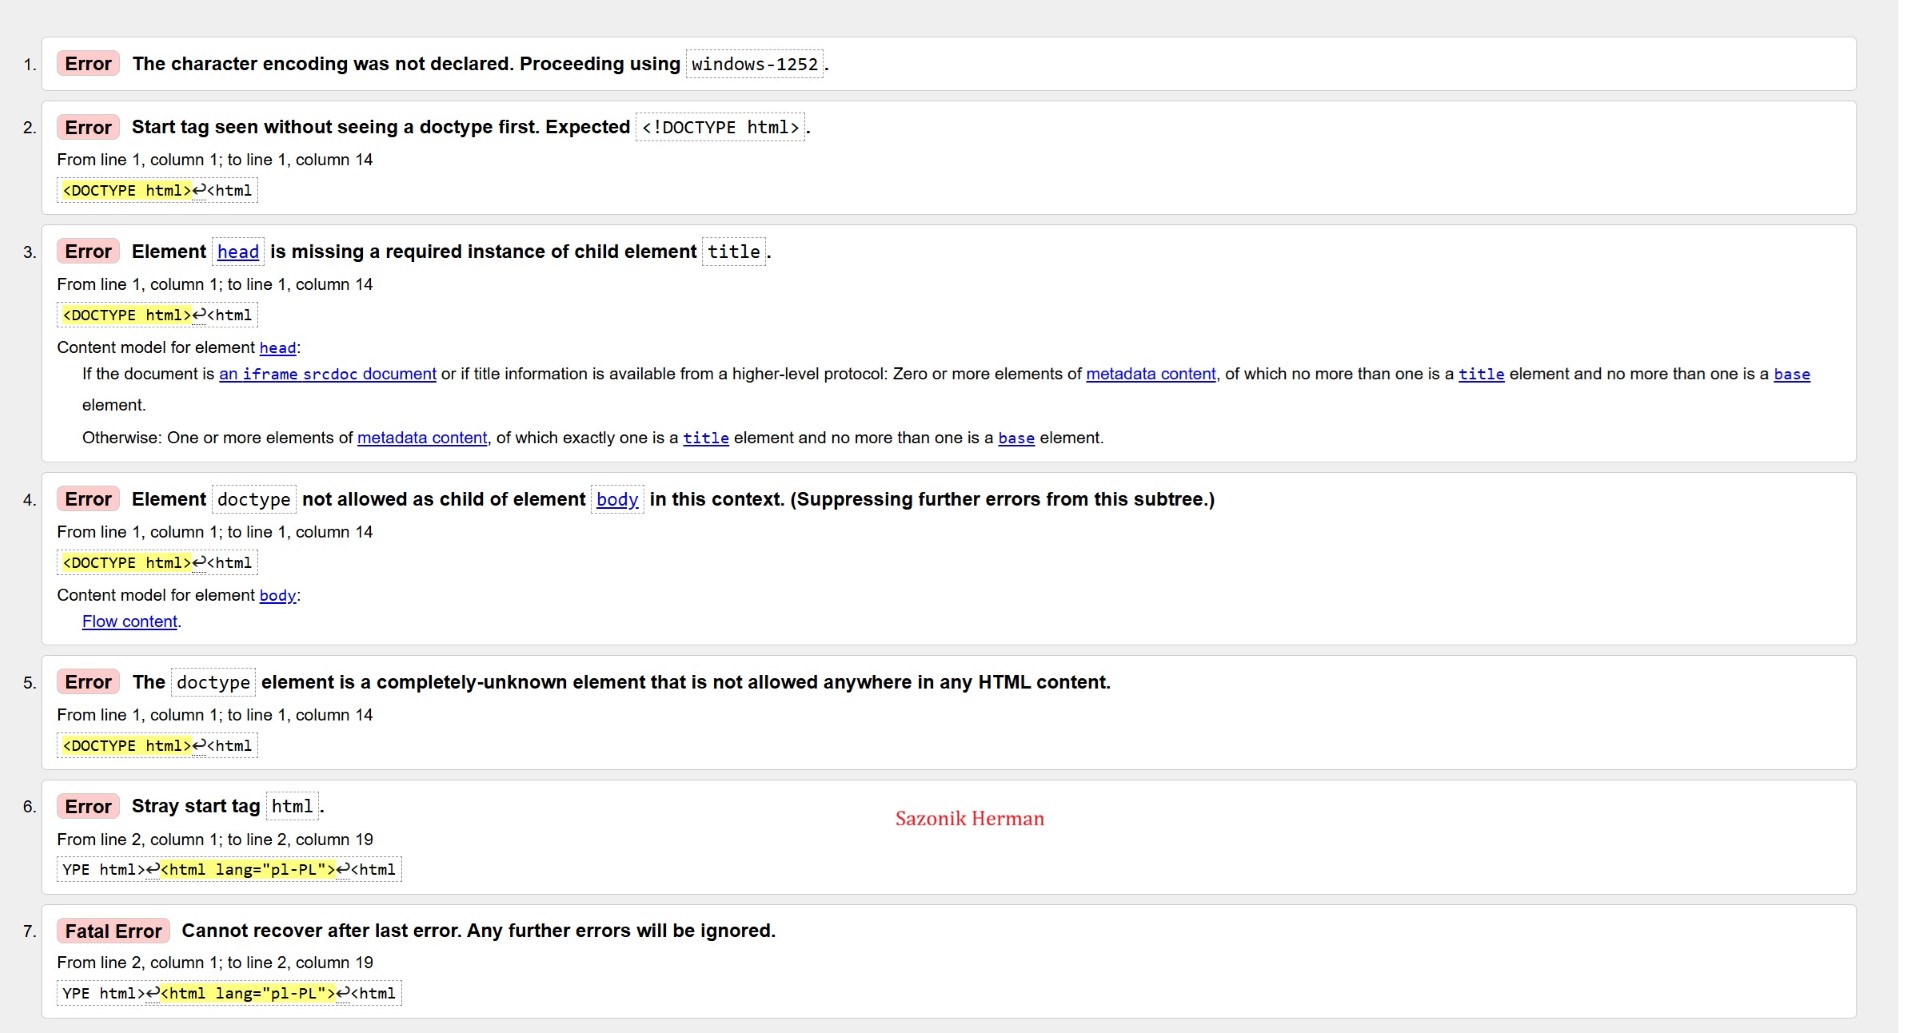 1. Error The character encoding was not declared. Proceeding using windows-1252.
2. Error Start tag seen without seeing a doctype first. Expected <!DOCTYPE html>.
From line 1, column 1; to line 1, column 14
<DOCTYPE html>↩<html
3. Error Element head is missing a required instance of child element title.
From line 1, column 1; to line 1, column 14
<DOCTYPE html>↩<html
Content model for element head:
If the document is an iframe srcdoc document or if title information is available from a higher-level protocol: Zero or more elements of metadata content, of which no more than one is a title element and no more than one is a base
element.
Otherwise: One or more elements of metadata content, of which exactly one is a title element and no more than one is a base element.
4. Error Element doctype not allowed as child of element body in this context. (Suppressing further errors from this subtree.)
From line 1, column 1; to line 1, column 14
<DOCTYPE html>↩<html
Content model for element body:
Flow content.
5. Error The doctype element is a completely-unknown element that is not allowed anywhere in any HTML content.
From line 1, column 1; to line 1, column 14
<DOCTYPE html>↩<html
6. Error Stray start tag html.
Sazonik Herman
From line 2, column 1; to line 2, column 19
YPE html>↩<html lang="pl-PL">↩<html
7. Fatal Error Cannot recover after last error. Any further errors will be ignored.
From line 2, column 1; to line 2, column 19
YPE html>↩<html lang="pl-PL">↩<html